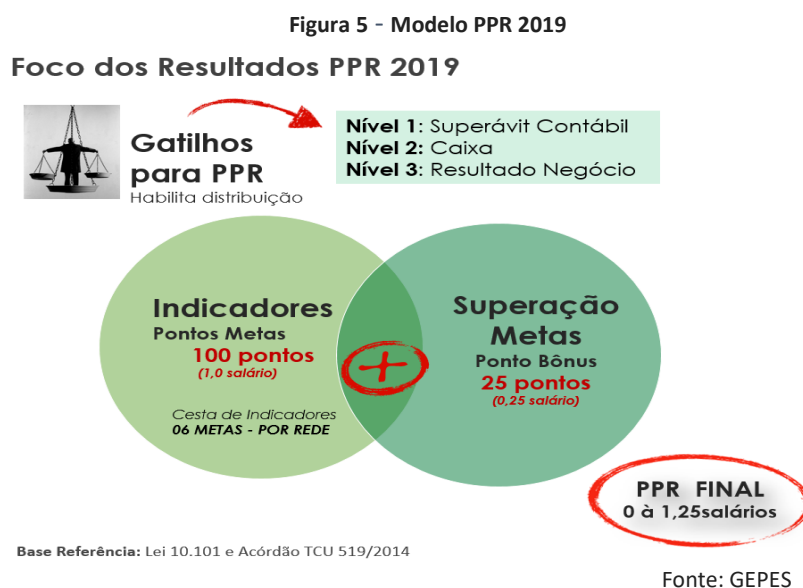 Figura 5 - Modelo PPR 2019
Foco dos Resultados PPR 2019
Gatilhos
para PPR
Habilita distribuição
Nível 1: Superávit Contábil
Nível 2: Caixa
Nível 3: Resultado Negócio
Indicadores
Pontos Metas
100 pontos
(1,0 salário)
Cesta de Indicadores
06 METAS - POR REDE
+
Superação
Metas
Ponto Bônus
25 pontos
(0,25 salário)
PPR FINAL
0 à 1,25salários
Base Referência: Lei 10.101 e Acórdão TCU 519/2014
Fonte: GEPES